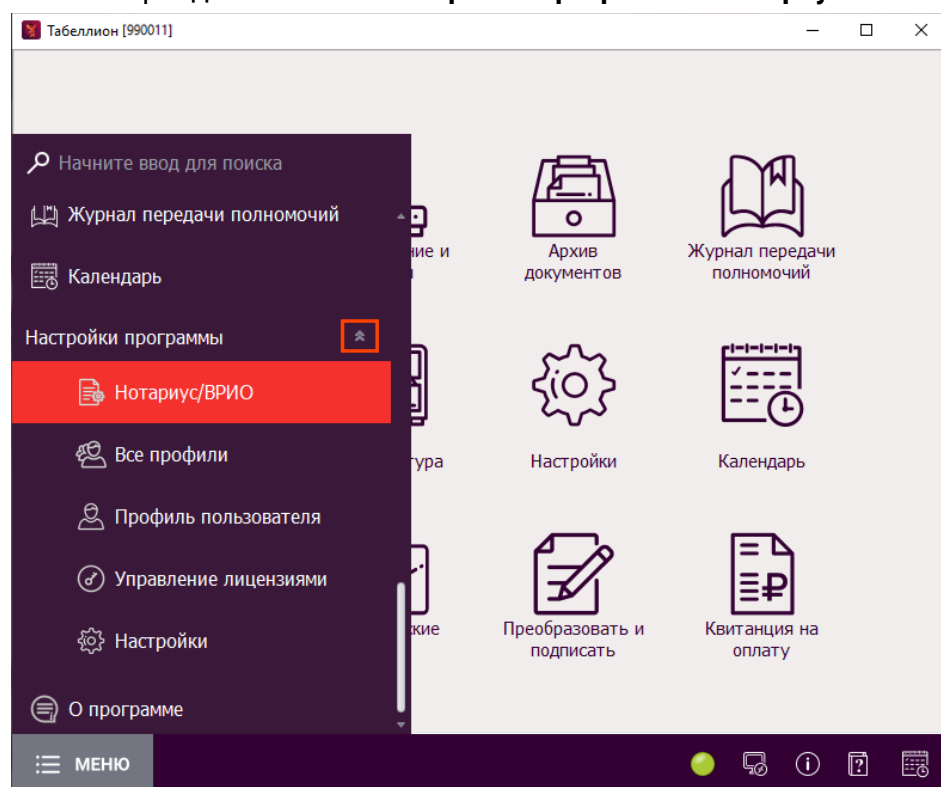 Табеллион [990011]
Начните ввод для поиска
Журнал передачи полномочий
Календарь
Настройки программы
Нотариус/ВРИО
Все профили
Профиль пользователя
Управление лицензиями
Настройки
О программе
МЕНЮ
Архив
документов
Журнал передачи
полномочий
Настройки
Календарь
Преобразовать и
подписать
Квитанция на
оплату